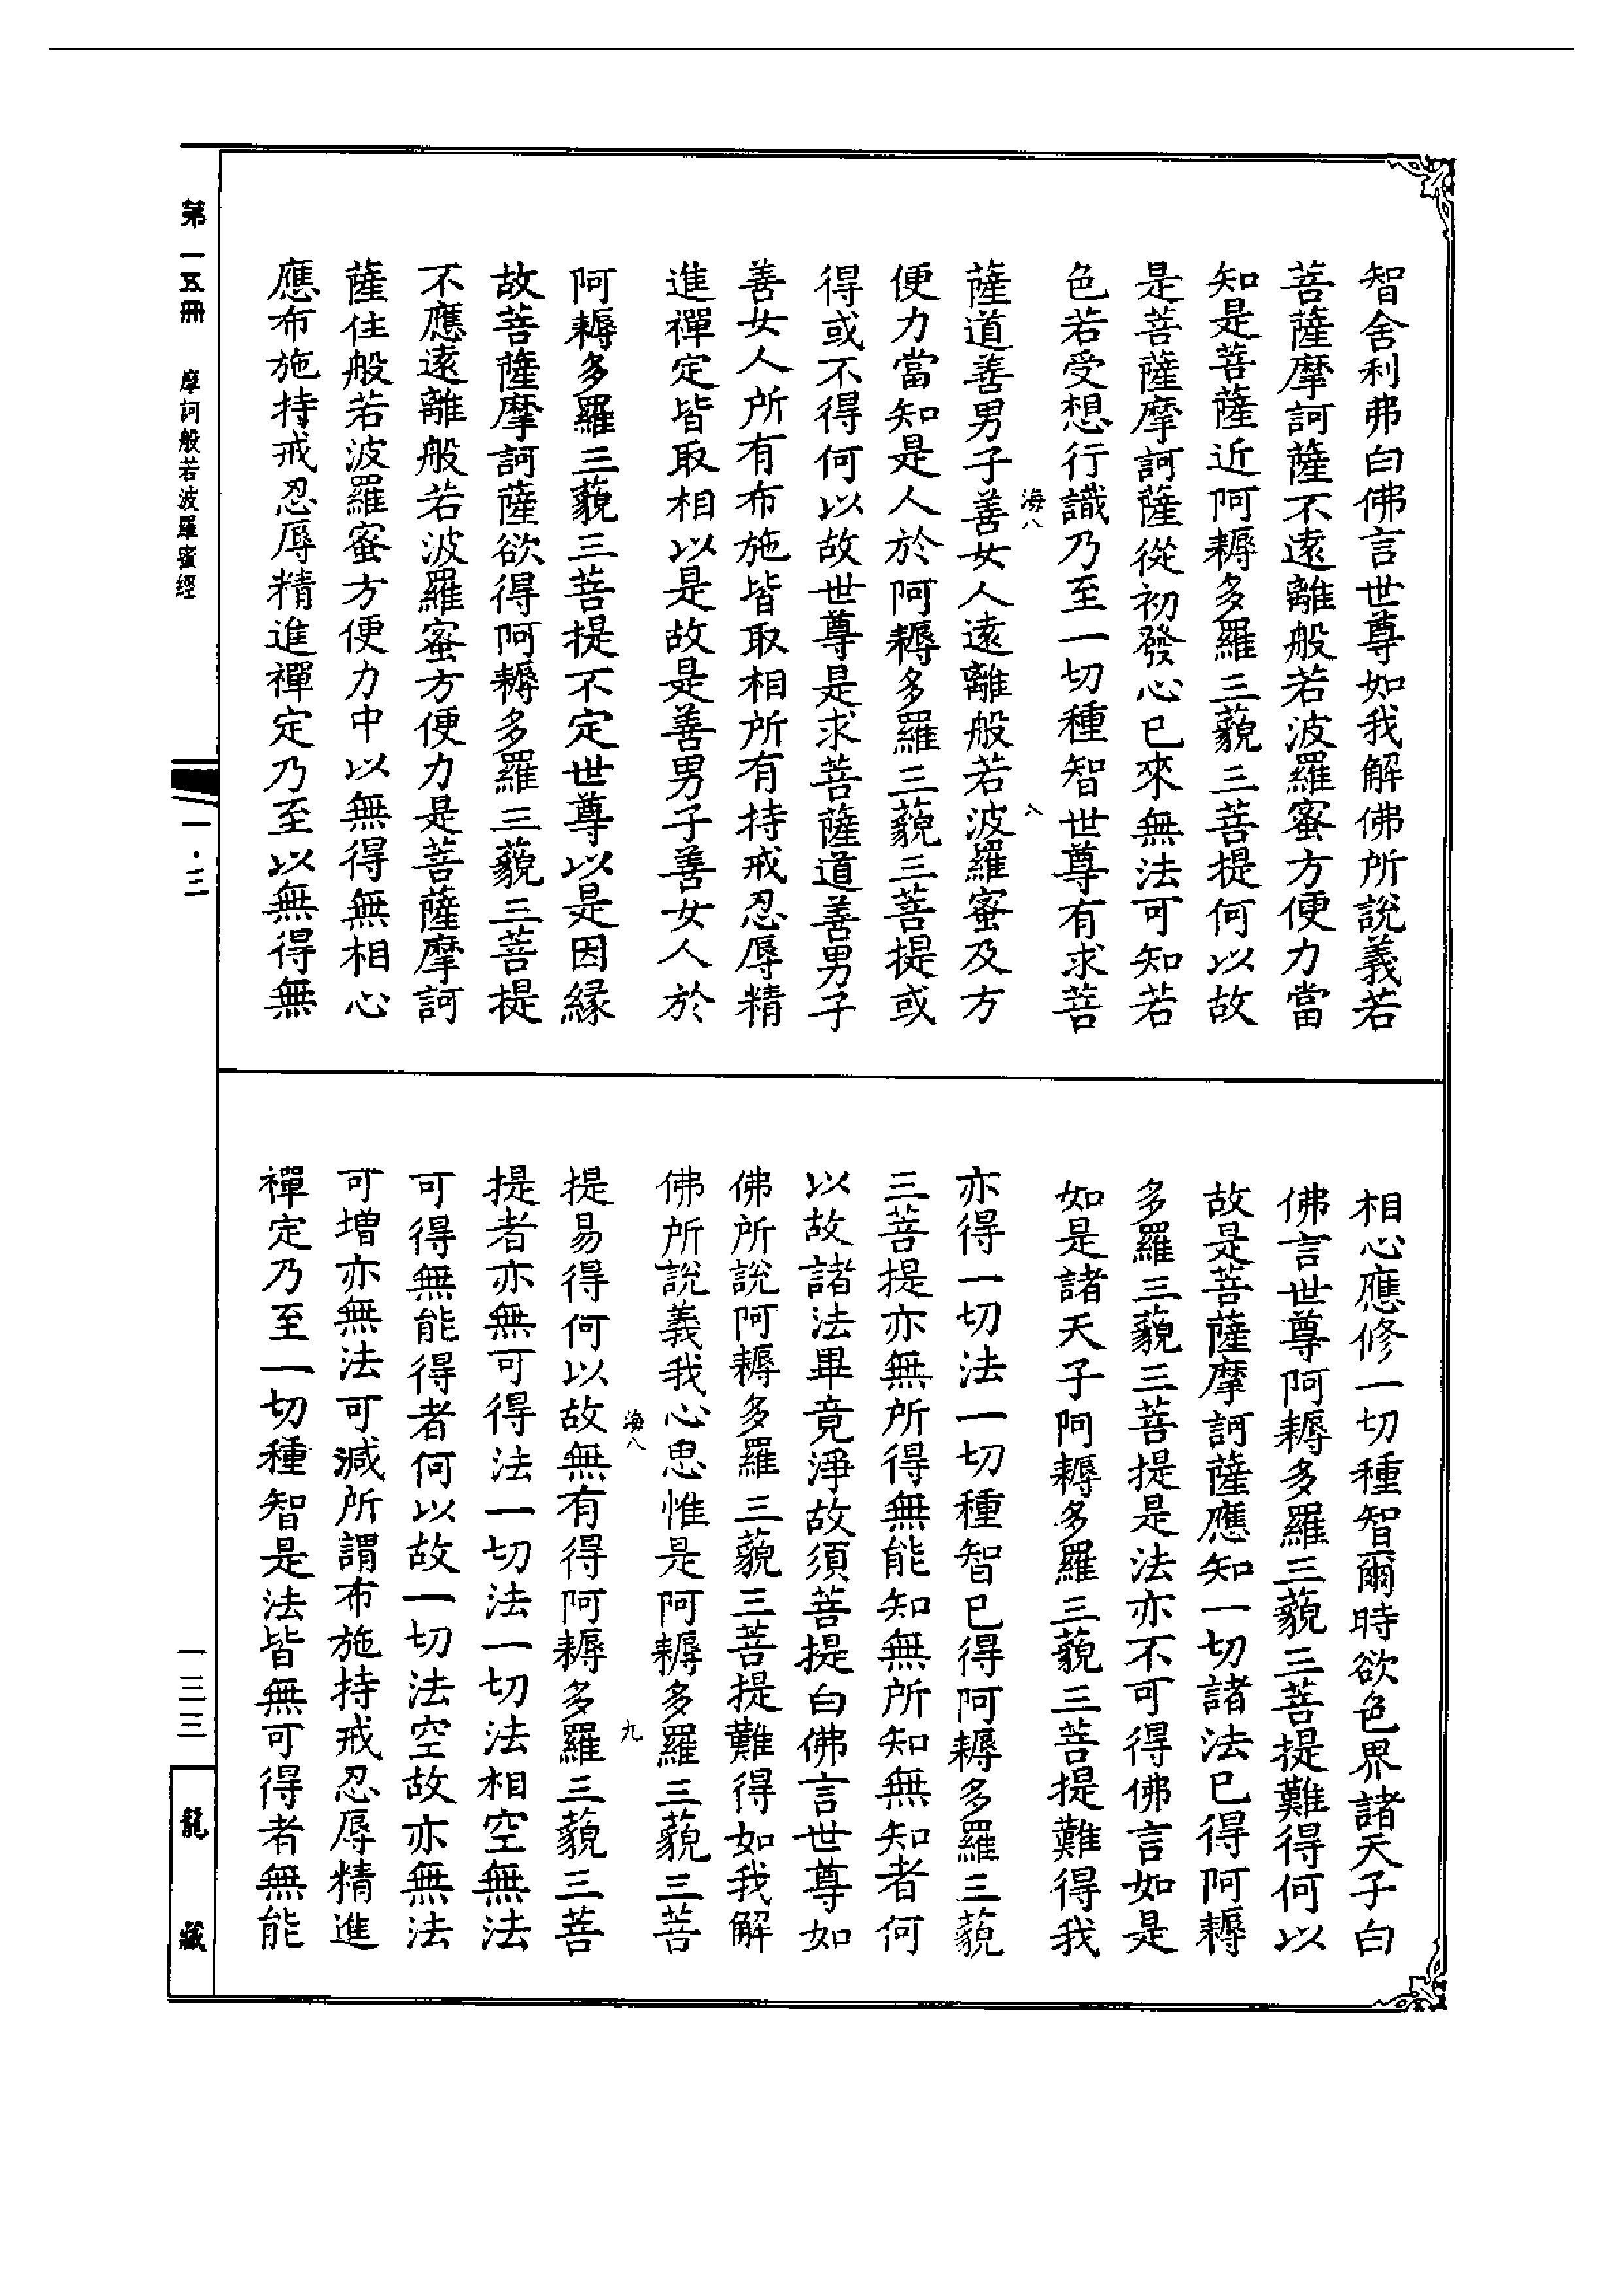 智舍利弗白佛言世尊如我解佛所說義若
菩薩摩訶薩不遠離般若波羅蜜方便力當
知是菩薩近阿耨多羅三藐三菩提何以故
是菩薩摩訶薩從初發心已來無法可知若
色若受想行識乃至一切種智世尊有求菩
海八 八
薩道善男子善女人遠離般若波羅蜜及方
便力當知是人於阿耨多羅三藐三菩提或
得或不得何以故世尊是求菩薩道善男子
善女人所有布施皆取相所有持戒忍辱精
進禪定皆取相以是故是善男子善女人於
阿耨多羅三藐三菩提不定世尊以是因緣
故菩薩摩訶薩欲得阿耨多羅三藐三菩提
不應遠離般若波羅蜜方便力是菩薩摩訶
薩住般若波羅蜜方便力中以無得無相心
應布施持戒忍辱精進禪定乃至以無得無
相心應修一切種智爾時欲色界諸天子白
佛言世尊阿耨多羅三藐三菩提難得何以
故是菩薩摩訶薩應知一切諸法已得阿耨
多羅三藐三菩提是法亦不可得佛言如是
如是諸天子阿耨多羅三藐三菩提難得我
亦得一切法一切種智已得阿耨多羅三藐
三菩提亦無所得無能知無所知無知者何
以故諸法畢竟淨故須菩提白佛言世尊如
佛所說阿耨多羅三藐三菩提難得如我解
佛所說義我心思惟是阿耨多羅三藐三菩
海八 九
提易得何以故無有得阿耨多羅三藐三菩
提者亦無可得法一切法一切法相空無法
可得無能得者何以故一切法空故亦無法
可增亦無法可減所謂布施持戒忍辱精進
禪定乃至一切種智是法皆無可得者無能
第一五冊 摩訶般若波羅蜜經
一·三
一三三
龍藏